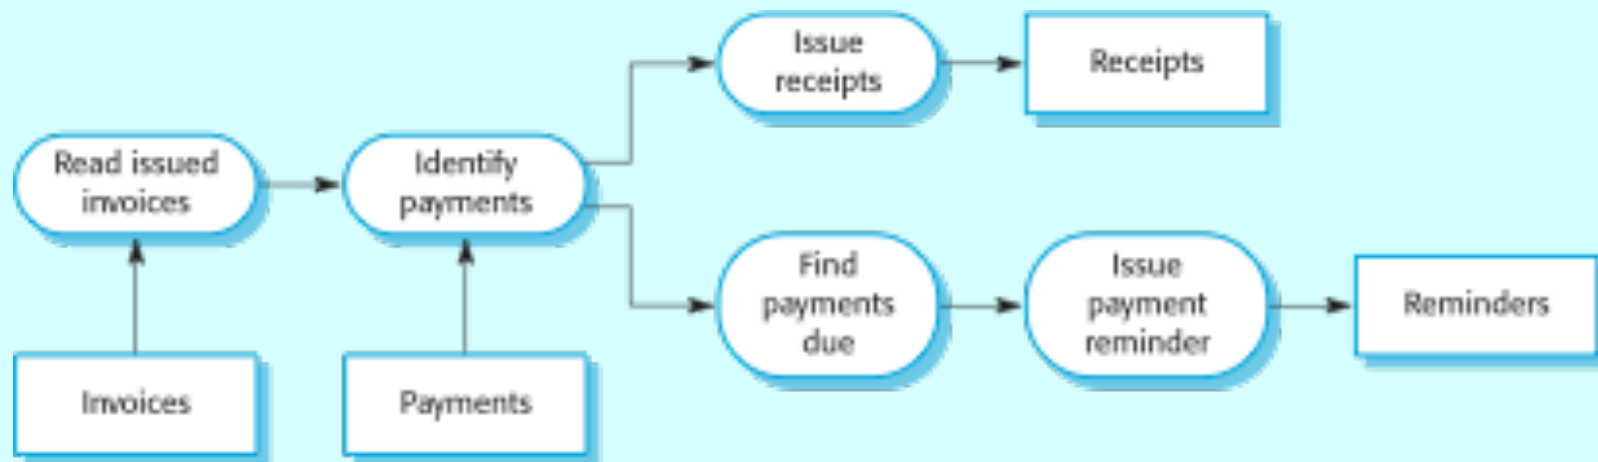 Issue
receipts
Receipts
Read issued
invoices
Identify
payments
Find
payments
due
Issue
payment
reminder
Reminders
Invoices
Payments